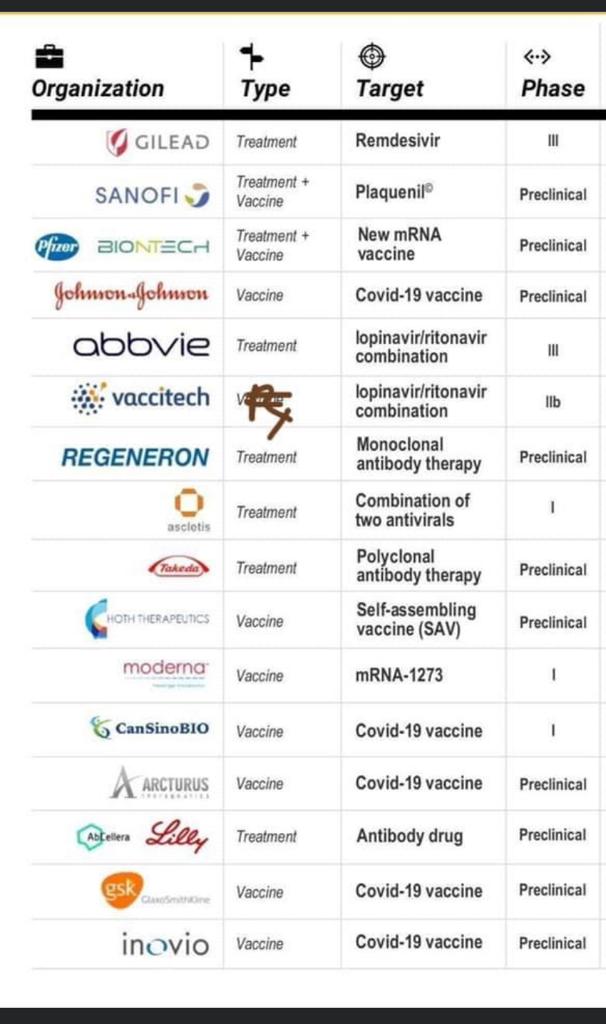 Organization Type Target Phase
GILEAD Treatment Remdesivir III
SANOFI Treatment + Vaccine Plaquenil© Preclinical
Pfizer BIONTECH Treatment + Vaccine New mRNA vaccine Preclinical
Johnson & Johnson Vaccine Covid-19 vaccine Preclinical
abbvie Treatment lopinavir/ritonavir combination III
vaccitech Rx lopinavir/ritonavir combination IIb
REGENERON Treatment Monoclonal antibody therapy Preclinical
ascletis Treatment Combination of two antivirals I
Takeda Treatment Polyclonal antibody therapy Preclinical
HOTH THERAPEUTICS Vaccine Self-assembling vaccine (SAV) Preclinical
moderna Vaccine mRNA-1273 I
CanSinoBIO Vaccine Covid-19 vaccine I
ARCTURUS THERAPEUTICS Vaccine Covid-19 vaccine Preclinical
AbCellera Lilly Treatment Antibody drug Preclinical
gsk GlaxoSmithKline Vaccine Covid-19 vaccine Preclinical
inovio Vaccine Covid-19 vaccine Preclinical